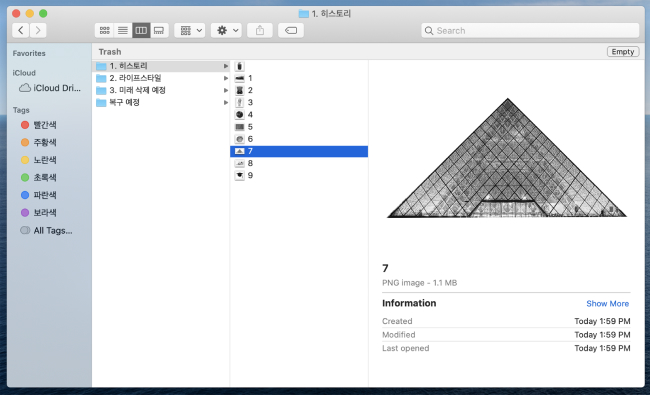 1. 히스토리
Search
Favorites
iCloud
iCloud Dri...
Tags
빨간색
주황색
노란색
초록색
파란색
보라색
All Tags...
Trash
Empty
1. 히스토리
2. 라이프스타일
3. 미래 삭제 예정
복구 예정
1
2
3
4
5
6
7
8
9
7
PNG image - 1.1 MB
Information
Show More
Created
Today 1:59 PM
Modified
Today 1:59 PM
Last opened
Today 1:59 PM